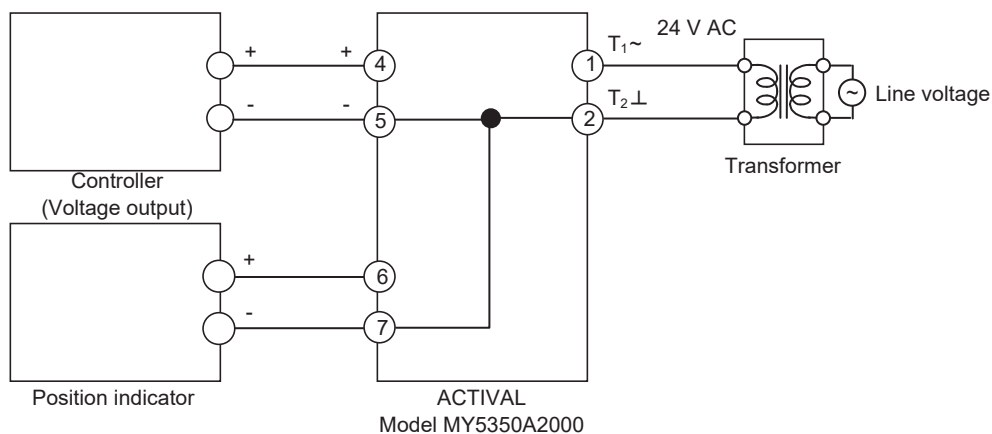 24 V AC
T₁~
+ +
4
1
- -
T₂⊥
5
2
~
Line voltage
Transformer
Controller
(Voltage output)
+
6
-
7
Position indicator
ACTIVAL
Model MY5350A2000